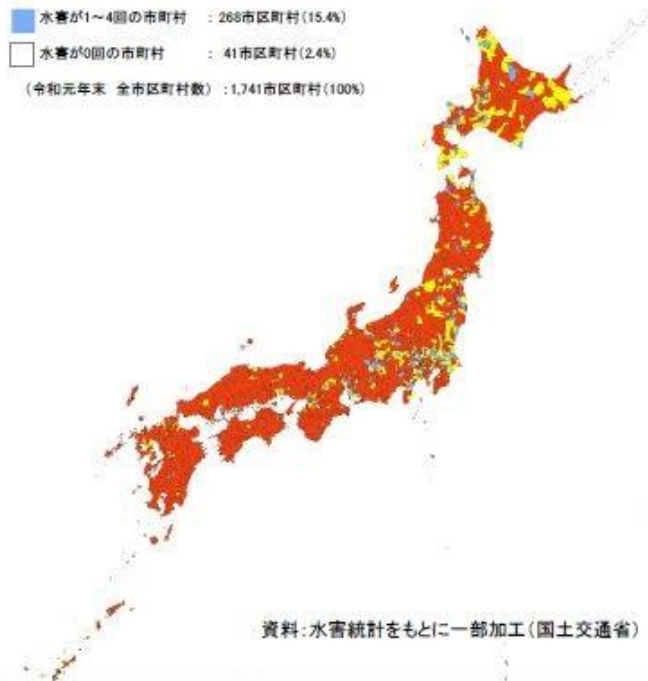 水害が1～4回の市町村 : 268市区町村(15.4%)
水害が0回の市町村 : 41市区町村(2.4%)
(令和元年末 全市区町村数) : 1,741市区町村(100%)
資料:水害統計をもとに一部加工(国土交通省)